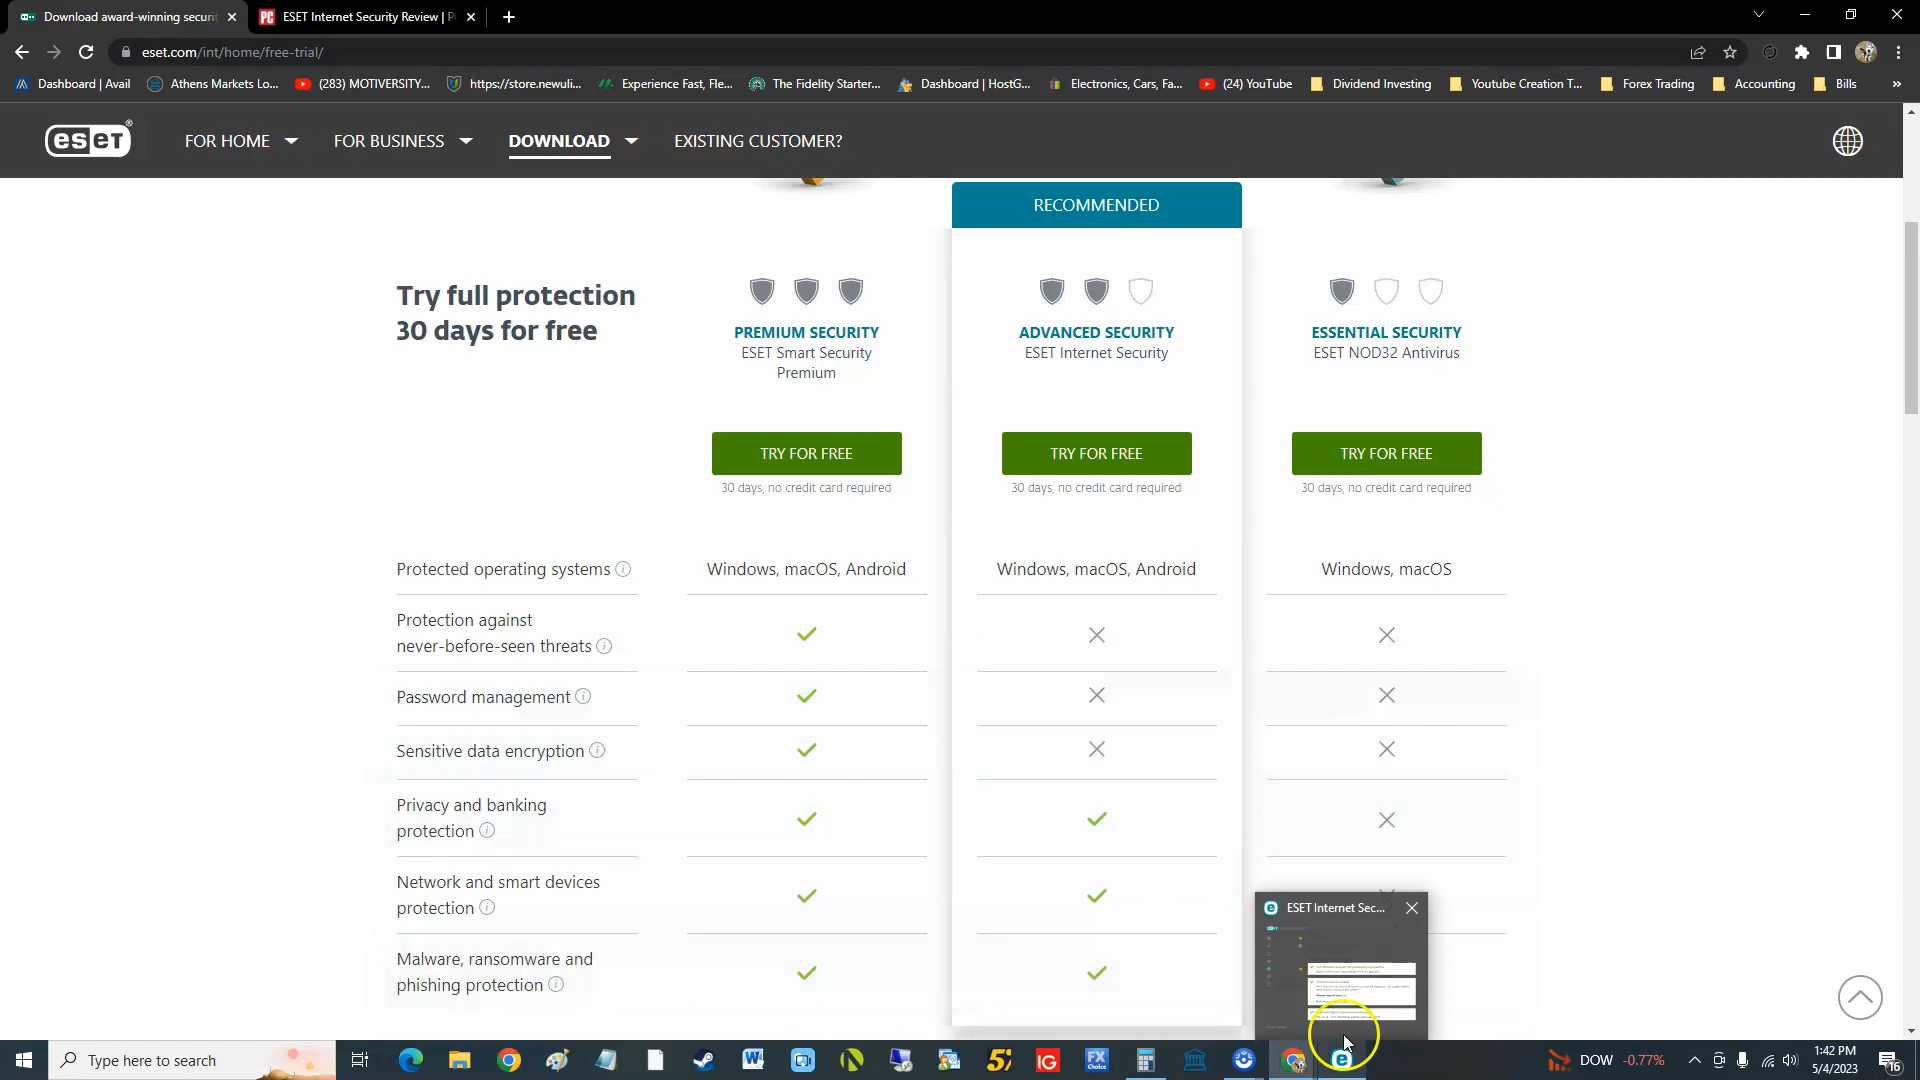 Download award-winning securi
PC
ESET Internet Security Review | P
eset.com/int/home/free-trial/
Dashboard | Avail
Athens Markets Lo...
(283) MOTIVERSITY...
https://store.newuli...
Experience Fast, Fle...
The Fidelity Starter...
Dashboard | HostG...
Electronics, Cars, Fa...
(24) YouTube
Dividend Investing
Youtube Creation T...
Forex Trading
Accounting
Bills
»
eseT®
FOR HOME
FOR BUSINESS
DOWNLOAD
EXISTING CUSTOMER?
RECOMMENDED
Try full protection
30 days for free
PREMIUM SECURITY
ESET Smart Security
Premium
TRY FOR FREE
30 days, no credit card required
ADVANCED SECURITY
ESET Internet Security
TRY FOR FREE
30 days, no credit card required
ESSENTIAL SECURITY
ESET NOD32 Antivirus
TRY FOR FREE
30 days, no credit card required
Protected operating systems
Windows, macOS, Android
Windows, macOS, Android
Windows, macOS
Protection against
never-before-seen threats
Password management
Sensitive data encryption
Privacy and banking
protection
Network and smart devices
protection
Malware, ransomware and
phishing protection
ESET Internet Sec...
Type here to search
IG
FX
Choice
DOW -0.77%
1:42 PM
5/4/2023
16